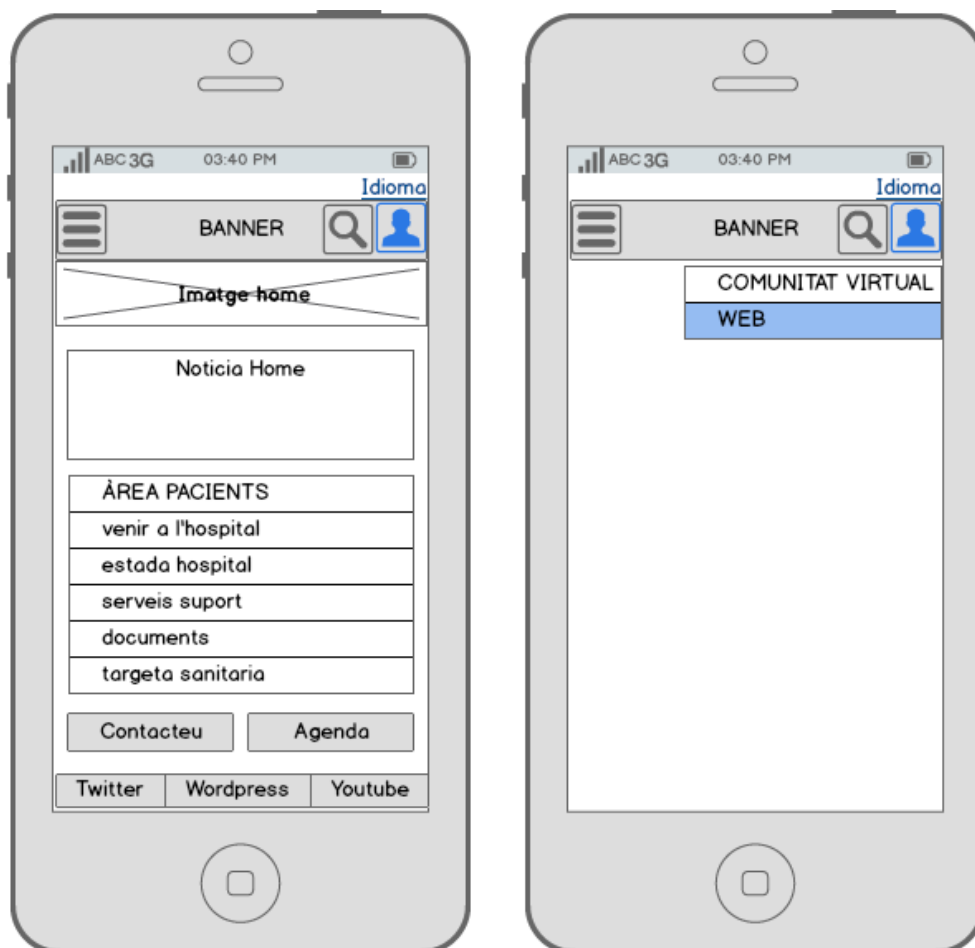 ABC 3G 03:40 PM
Idioma
BANNER
Imatge home
Noticia Home
ÀREA PACIENTS
venir a l'hospital
estada hospital
serveis suport
documents
targeta sanitaria
Contacteu Agenda
Twitter Wordpress Youtube
ABC 3G 03:40 PM
Idioma
BANNER
COMUNITAT VIRTUAL
WEB